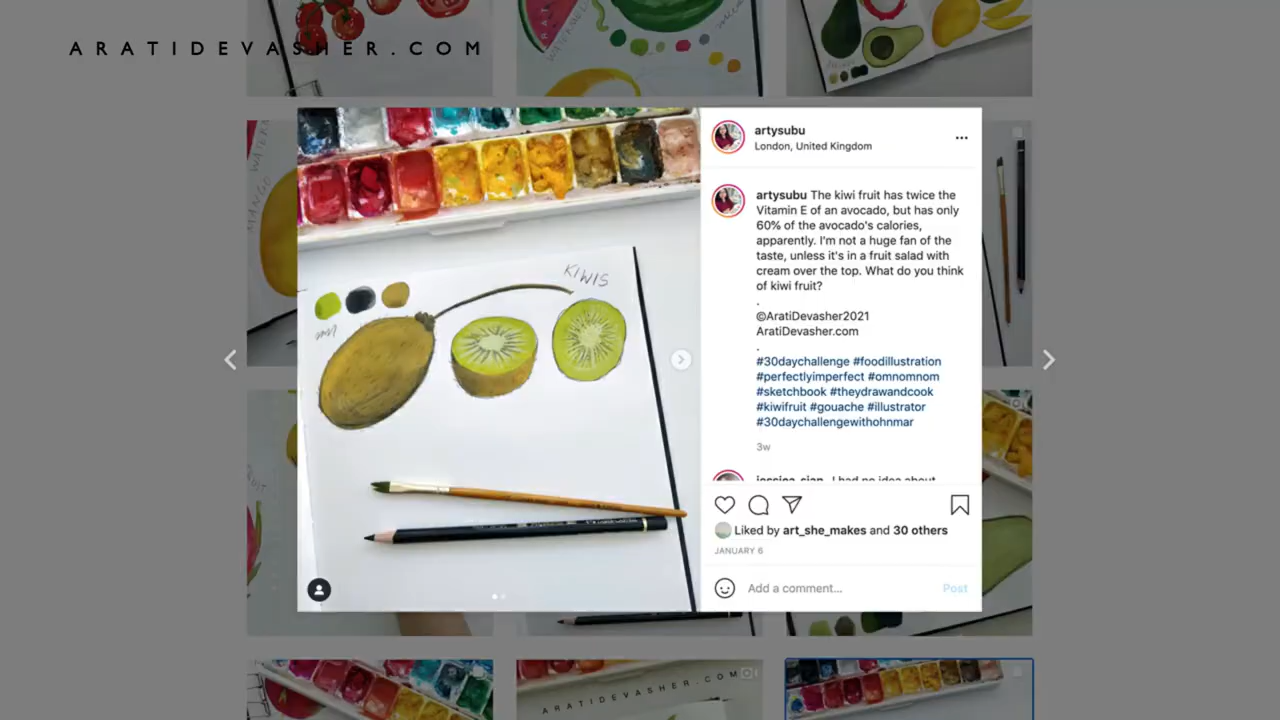 ARATIDEVASHER.COM
artysubu
London, United Kingdom
artysubu The kiwi fruit has twice the
Vitamin E of an avocado, but has only
60% of the avocado's calories,
apparently. I'm not a huge fan of the
taste, unless it's in a fruit salad with
cream over the top. What do you think
of kiwi fruit?
.
©AratiDevasher2021
AratiDevasher.com
.
#30daychallenge #foodillustration
#perfectlyimperfect #omnomnom
#sketchbook #theydrawandcook
#kiwifruit #gouache #illustrator
#30daychallengewithohnmar
3w
Liked by art_she_makes and 30 others
JANUARY 6
Add a comment...
Post
KIWIS
MANGO
ARATIDEVASHER.COM